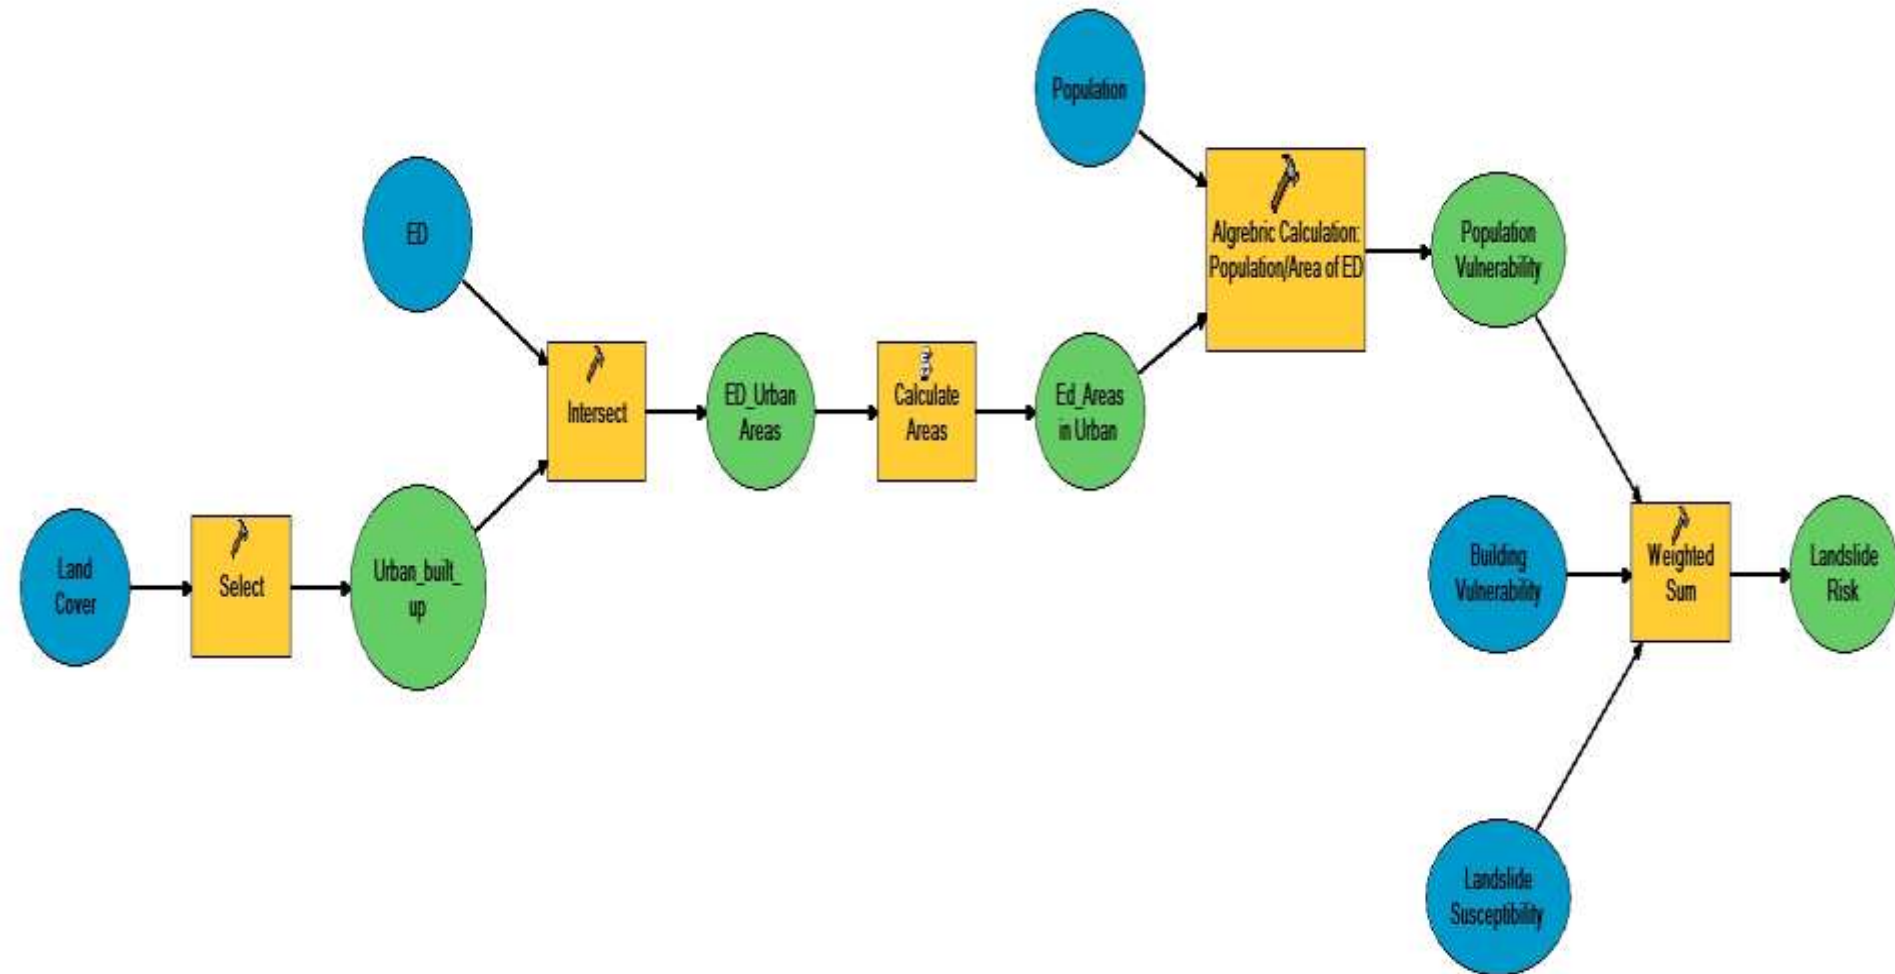 Population
ED
Algrebric Calculation:
Population/Area of ED
Population
Vulnerability
Intersect
ED_Urban
Areas
Calculate
Areas
Ed_Areas
in Urban
Land
Cover
Select
Urban_built_
up
Building
Vulnerability
Weighted
Sum
Landslide
Risk
Landslide
Susceptibility